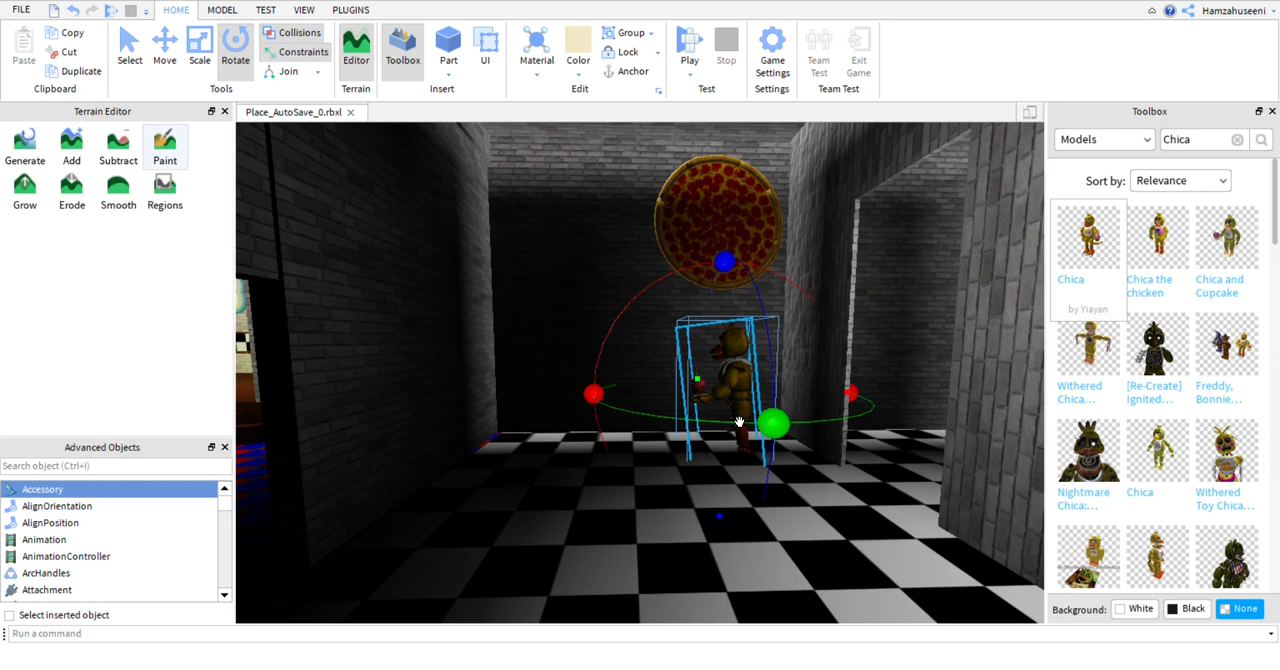 FILE HOME MODEL TEST VIEW PLUGINS Hamzahuseeni
Paste Copy Cut Duplicate Clipboard
Select Move Scale Rotate Collisions Constraints Join Tools
Editor Terrain
Toolbox Part UI Insert
Material Color Group Lock Anchor Edit
Play Stop Test
Game Settings Settings
Team Test Exit Game Team Test
Terrain Editor
Generate Add Subtract Paint
Grow Erode Smooth Regions
Place_AutoSave_0.rbxl
Toolbox
Models Chica
Sort by: Relevance
Chica
by Yiayan
Chica the chicken
Chica and Cupcake
Withered Chica...
[Re-Create] Ignited...
Freddy, Bonnie...
Nightmare Chica:...
Chica
Withered Toy Chica...
Background: White Black None
Advanced Objects
Search object (Ctrl+I)
Accessory
AlignOrientation
AlignPosition
Animation
AnimationController
ArcHandles
Attachment
Select inserted object
Run a command